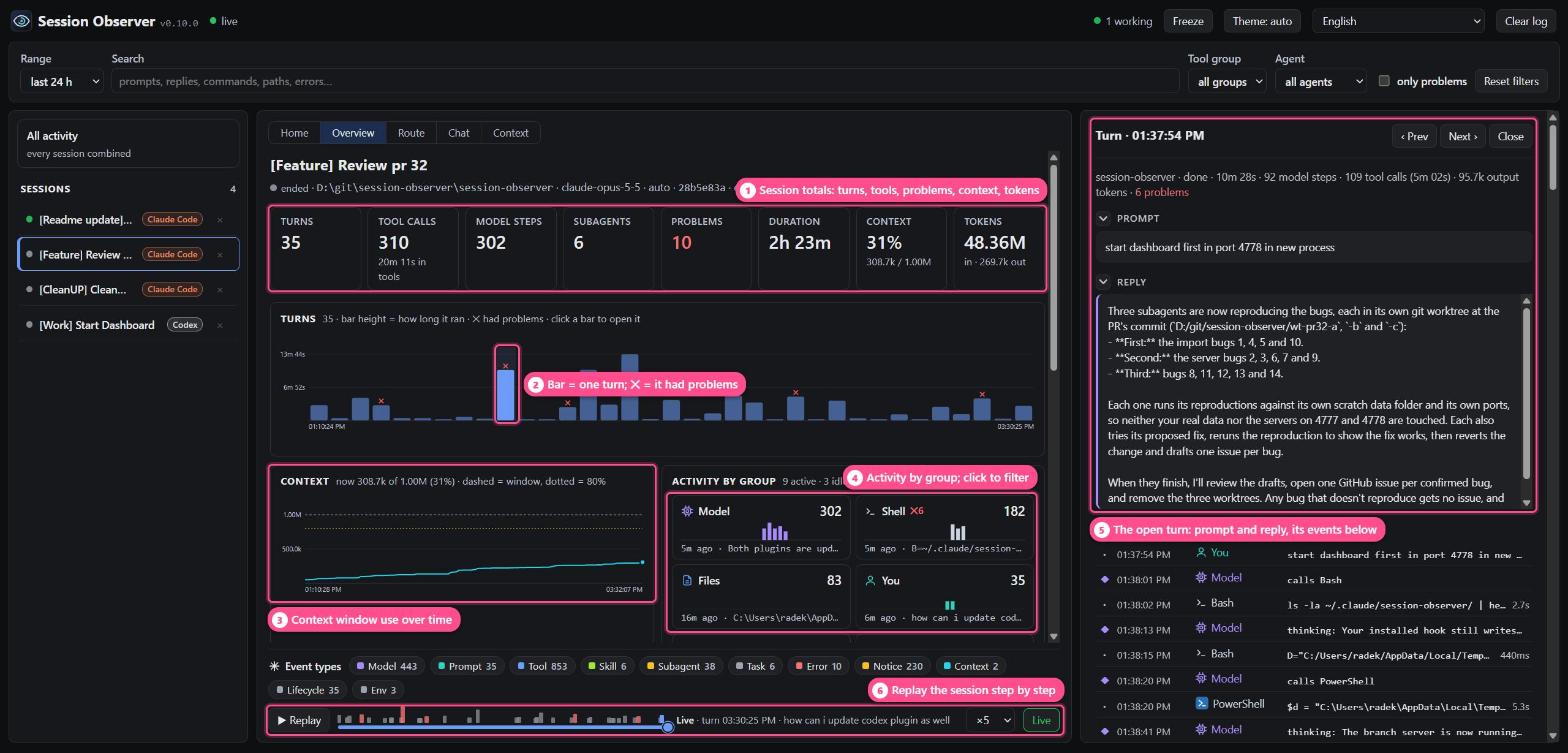 Session Observer v0.10.0 live
1 working Freeze Theme: auto English Clear log
Range Search Tool group Agent
last 24 h prompts, replies, commands, paths, errors... all groups all agents only problems Reset filters
All activity
every session combined
SESSIONS 4
[Readme update]... Claude Code ×
[Feature] Review ... Claude Code ×
[CleanUP] Clean... Claude Code ×
[Work] Start Dashboard Codex ×
Home Overview Route Chat Context
[Feature] Review pr 32
ended · D:\git\session-observer\session-observer · claude-opus-5-5 · auto · 28b5e83a ·
1 Session totals: turns, tools, problems, context, tokens
TURNS
35
TOOL CALLS
310
20m 11s in
tools
MODEL STEPS
302
SUBAGENTS
6
PROBLEMS
10
DURATION
2h 23m
CONTEXT
31%
308.7k / 1.00M
TOKENS
48.36M
in · 269.7k out
TURNS 35 · bar height = how long it ran · ✕ had problems · click a bar to open it
13m 44s
6m 52s
01:10:24 PM 03:30:25 PM
2 Bar = one turn; ✕ = it had problems
CONTEXT now 308.7k of 1.00M (31%) · dashed = window, dotted = 80%
1.00M
500.0k
01:10:28 PM 03:32:07 PM
3 Context window use over time
ACTIVITY BY GROUP 9 active · 3 idl
4 Activity by group; click to filter
Model 302
5m ago · Both plugins are upd…
Shell ✕6 182
5m ago · B=~/.claude/session-…
Files 83
16m ago · C:\Users\radek\AppD…
You 35
6m ago · how can i update cod…
Event types Model 443 Prompt 35 Tool 853 Skill 6 Subagent 38 Task 6 Error 10 Notice 230 Context 2
Lifecycle 35 Env 3
6 Replay the session step by step
Replay Live · turn 03:30:25 PM · how can i update codex plugin as well ×5 Live
Turn · 01:37:54 PM ‹ Prev Next › Close
session-observer · done · 10m 28s · 92 model steps · 109 tool calls (5m 02s) · 95.7k output
tokens · 6 problems
PROMPT
start dashboard first in port 4778 in new process
REPLY
Three subagents are now reproducing the bugs, each in its own git worktree at the
PR's commit (`D:/git/session-observer/wt-pr32-a`, `-b` and `-c`):
- **First:** the import bugs 1, 4, 5 and 10.
- **Second:** the server bugs 2, 3, 6, 7 and 9.
- **Third:** bugs 8, 11, 12, 13 and 14.
Each one runs its reproductions against its own scratch data folder and its own ports,
so neither your real data nor the servers on 4777 and 4778 are touched. Each also
tries its proposed fix, reruns the reproduction to show the fix works, then reverts the
change and drafts one issue per bug.
When they finish, I'll review the drafts, open one GitHub issue per confirmed bug,
and remove the three worktrees. Any bug that doesn't reproduce gets no issue, and
5 The open turn: prompt and reply, its events below
01:37:54 PM You start dashboard first in port 4778 in new …
01:38:01 PM Model calls Bash
01:38:02 PM Bash ls -la ~/.claude/session-observer/ | he… 2.7s
01:38:13 PM Model thinking: Your installed hook still writes…
01:38:15 PM Bash D="C:/Users/radek/AppData/Local/Temp… 440ms
01:38:20 PM Model calls PowerShell
01:38:20 PM PowerShell $d = "C:\Users\radek\AppData\Local\Temp… 5.3s
01:38:41 PM Model thinking: The branch server is now running…